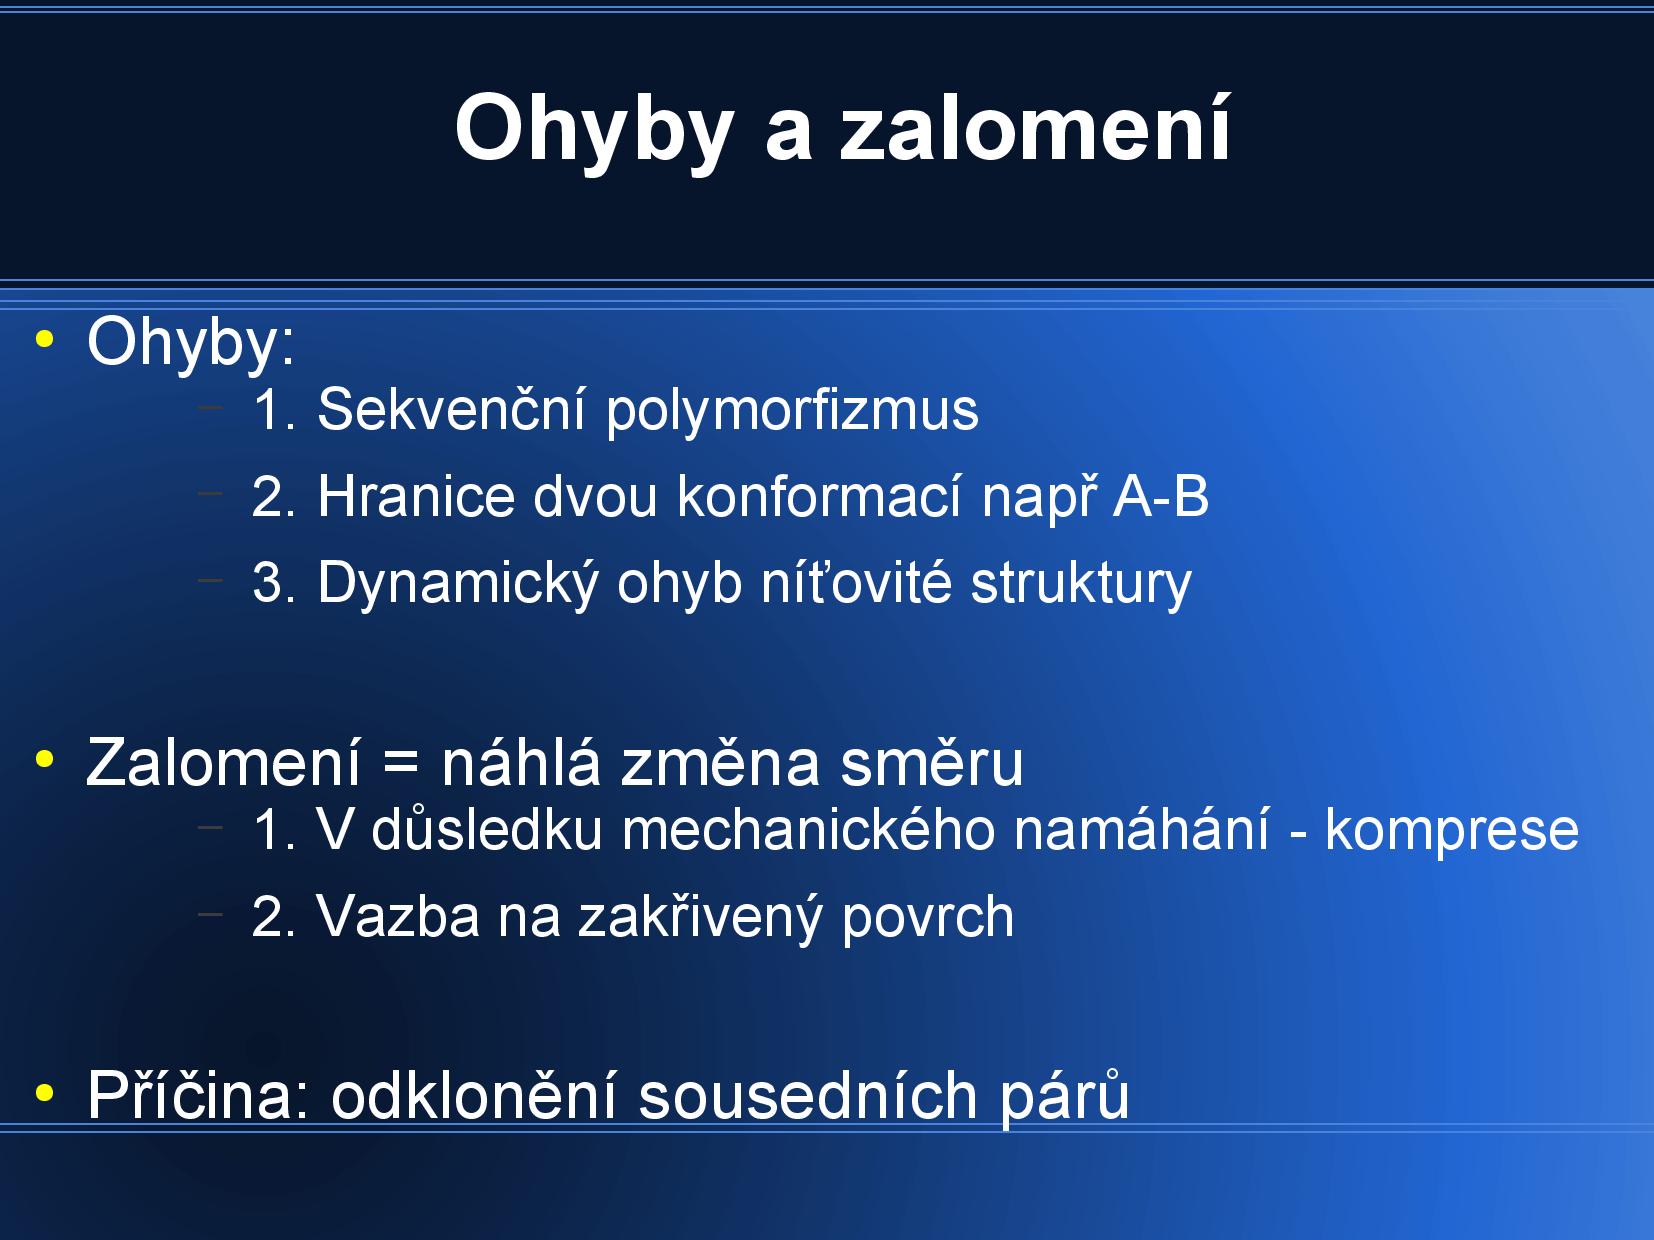 Ohyby a zalomení
• Ohyby:
– 1. Sekvenční polymorfizmus
– 2. Hranice dvou konformací např A-B
– 3. Dynamický ohyb níťovité struktury
• Zalomení = náhlá změna směru
– 1. V důsledku mechanického namáhání - komprese
– 2. Vazba na zakřivený povrch
• Příčina: odklonění sousedních párů